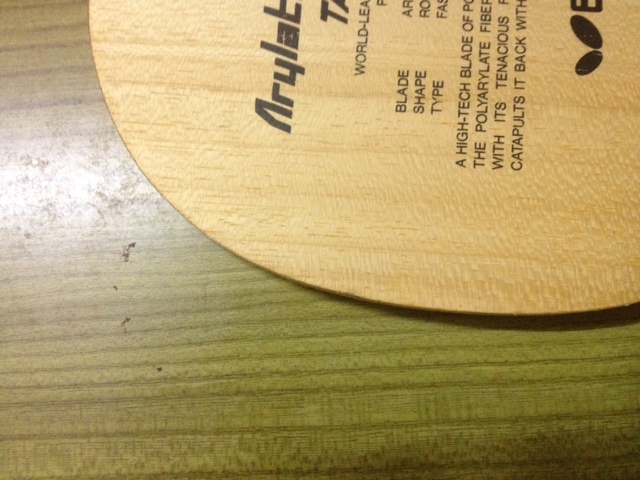 Arylat
TA
WORLD-LEA
P
BLADE AR
SHAPE RO
TYPE FAS
A HIGH-TECH BLADE OF PO
THE POLYARYLATE FIBER
WITH ITS TENACIOUS F
CATAPULTS IT BACK WITH
B